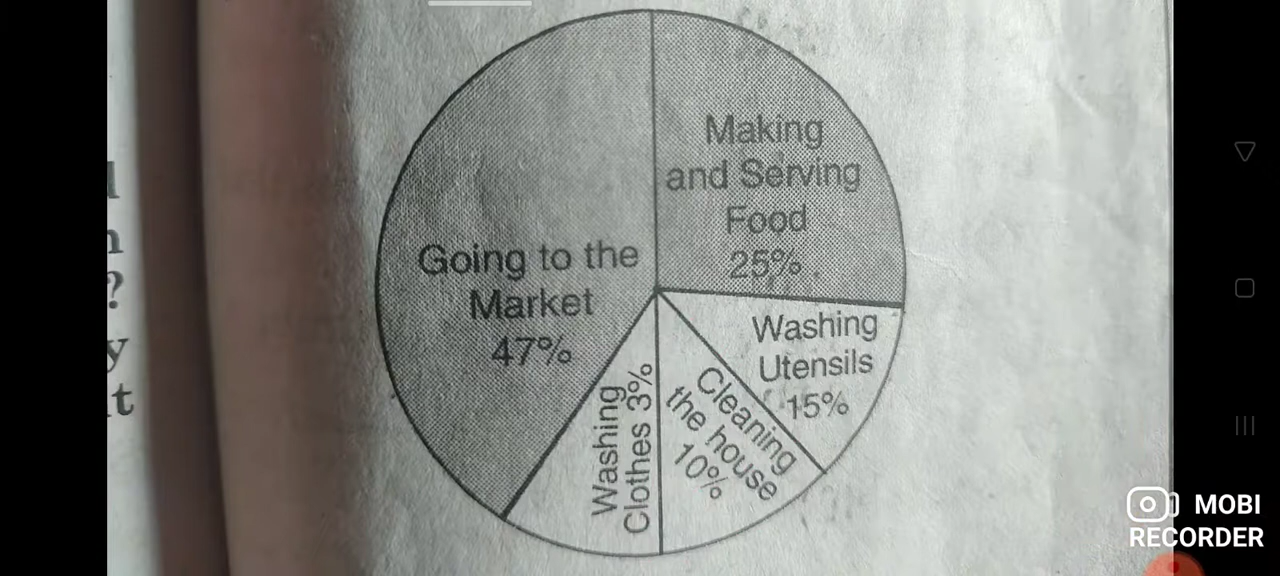 Making
and Serving
Food
25%
Going to the
Market
47%
Washing
Utensils
15%
Cleaning
the house
10%
Washing
Clothes 3%
n
?
y
t
MOBI
RECORDER